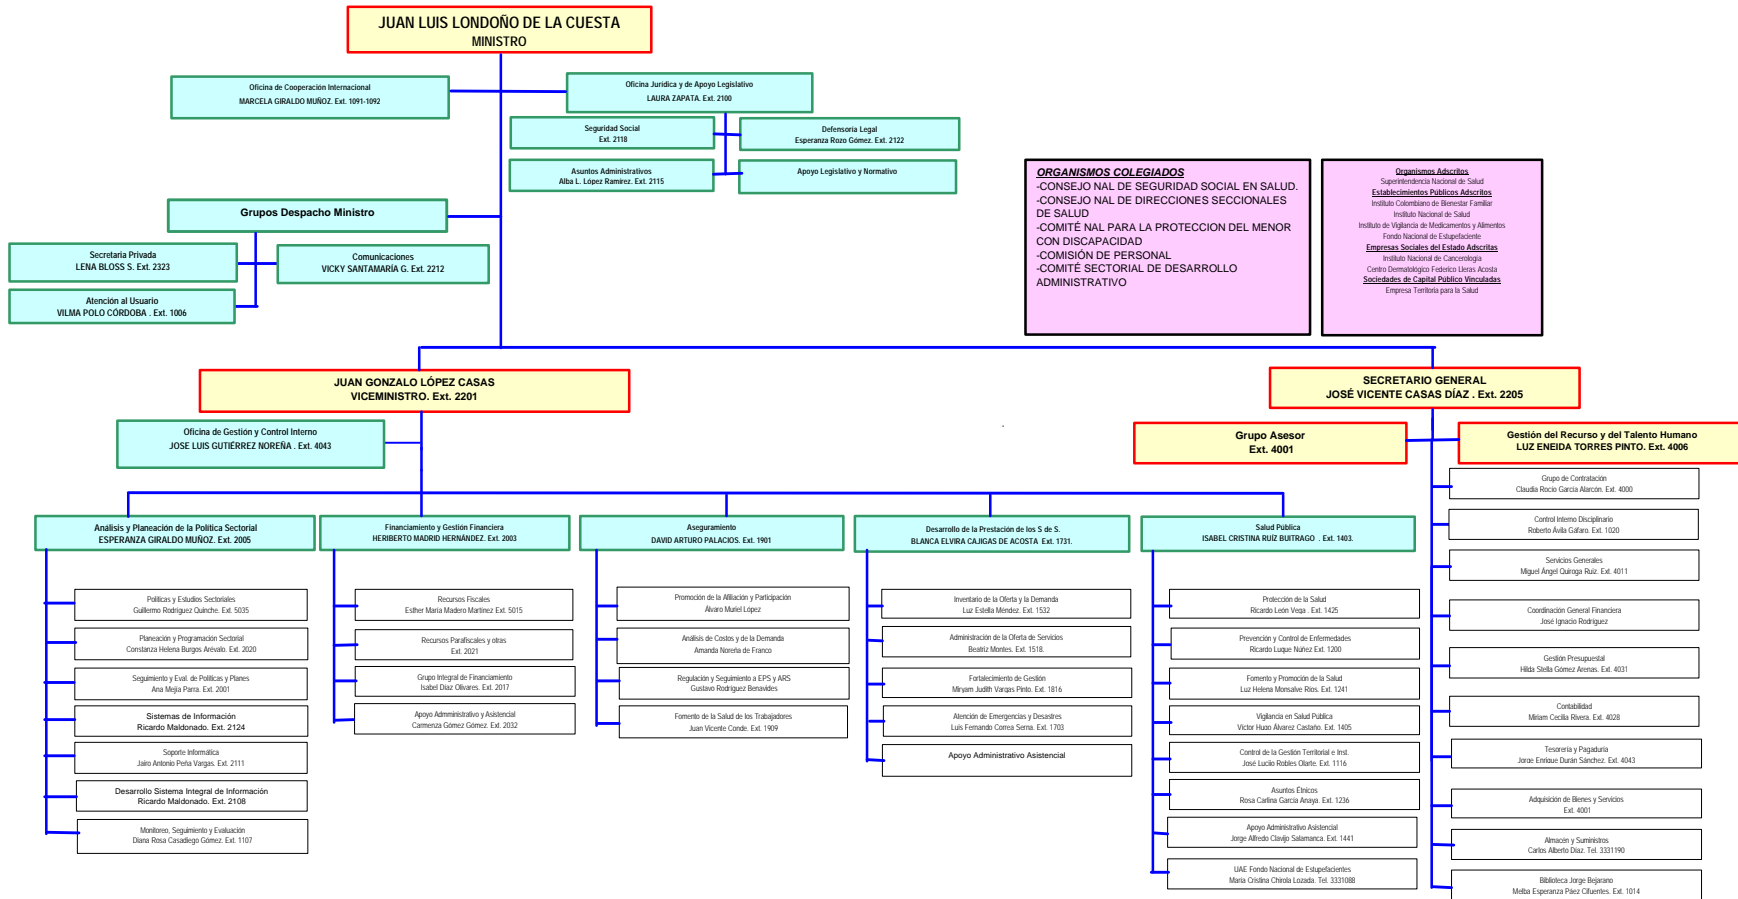 JUAN LUIS LONDOÑO DE LA CUESTA
MINISTRO
Oficina de Cooperación Internacional
MARCELA GIRALDO MUÑOZ. Ext. 1091-1092
Oficina Jurídica y de Apoyo Legislativo
LAURA ZAPATA. Ext. 2100
Seguridad Social
Ext. 2118
Defensoría Legal
Esperanza Rozo Gómez. Ext. 2122
Asuntos Administrativos
Alba L. López Ramírez. Ext. 2115
Apoyo Legislativo y Normativo
Grupos Despacho Ministro
Secretaria Privada
LENA BLOSS S. Ext. 2323
Comunicaciones
VICKY SANTAMARÍA G. Ext. 2212
Atención al Usuario
VILMA POLO CÓRDOBA . Ext. 1006
ORGANISMOS COLEGIADOS
-CONSEJO NAL DE SEGURIDAD SOCIAL EN SALUD.
-CONSEJO NAL DE DIRECCIONES SECCIONALES
DE SALUD
-COMITÉ NAL PARA LA PROTECCION DEL MENOR
CON DISCAPACIDAD
-COMISIÓN DE PERSONAL
-COMITÉ SECTORIAL DE DESARROLLO
ADMINISTRATIVO
Organismos Adscritos
Superintendencia Nacional de Salud
Establecimientos Públicos Adscritos
Instituto Colombiano de Bienestar Familiar
Instituto Nacional de Salud
Instituto de Vigilancia de Medicamentos y Alimentos
Fondo Nacional de Estupefaciente
Empresas Sociales del Estado Adscritas
Instituto Nacional de Cancerología
Centro Dermatológico Federico Lleras Acosta
Sociedades de Capital Público Vinculadas
Empresa Territoria para la Salud
JUAN GONZALO LÓPEZ CASAS
VICEMINISTRO. Ext. 2201
SECRETARIO GENERAL
JOSÉ VICENTE CASAS DÍAZ . Ext. 2205
Oficina de Gestión y Control Interno
JOSE LUIS GUTIÉRREZ NOREÑA . Ext. 4043
Grupo Asesor
Ext. 4001
Gestión del Recurso y del Talento Humano
LUZ ENEIDA TORRES PINTO. Ext. 4006
Análisis y Planeación de la Política Sectorial
ESPERANZA GIRALDO MUÑOZ. Ext. 2005
Políticas y Estudios Sectoriales
Guillermo Rodríguez Quinche. Ext. 5035
Planeación y Programación Sectorial
Constanza Helena Burgos Arévalo. Ext. 2020
Seguimiento y Eval. de Políticas y Planes
Ana Mejía Parra. Ext. 2001
Sistemas de Información
Ricardo Maldonado. Ext. 2124
Soporte Informática
Jairo Antonio Peña Vargas. Ext. 2111
Desarrollo Sistema Integral de Información
Ricardo Maldonado. Ext. 2108
Monitoreo, Seguimiento y Evaluación
Diana Rosa Casadiego Gómez. Ext. 1107
Financiamiento y Gestión Financiera
HERIBERTO MADRID HERNÁNDEZ. Ext. 2003
Recursos Fiscales
Esther María Madero Martínez Ext. 5015
Recursos Parafiscales y otras
Ext. 2021
Grupo Integral de Financiamiento
Isabel Díaz Olivares. Ext. 2017
Apoyo Admministrativo y Asistencial
Carmenza Gómez Gómez. Ext. 2032
Aseguramiento
DAVID ARTURO PALACIOS. Ext. 1901
Promoción de la Afiliación y Participación
Álvaro Muriel López
Análisis de Costos y de la Demanda
Amanda Noreña de Franco
Regulación y Seguimiento a EPS y ARS
Gustavo Rodríguez Benavides
Fomento de la Salud de los Trabajadores
Juan Vicente Conde. Ext. 1909
Desarrollo de la Prestación de los S de S.
BLANCA ELVIRA CAJIGAS DE ACOSTA Ext. 1731.
Inventario de la Oferta y la Demanda
Luz Estella Méndez. Ext. 1532
Administración de la Oferta de Servicios
Beatriz Montes. Ext. 1518.
Fortalecimiento de Gestión
Miryam Judith Vargas Pinto. Ext. 1816
Atención de Emergencias y Desastres
Luis Fernando Correa Serna. Ext. 1703
Apoyo Administrativo Asistencial
Salud Pública
ISABEL CRISTINA RUÍZ BUITRAGO . Ext. 1403.
Protección de la Salud
Ricardo León Vega . Ext. 1425
Prevención y Control de Enfermedades
Ricardo Luque Núñez Ext. 1200
Fomento y Promoción de la Salud
Luz Helena Monsalve Ríos. Ext. 1241
Vigilancia en Salud Pública
Víctor Hugo Álvarez Castaño. Ext. 1405
Control de la Gestión Territorial e Inst.
José Lucio Robles Olarte. Ext. 1116
Asuntos Étnicos
Rosa Carlina García Anaya. Ext. 1236
Apoyo Administrativo Asistencial
Jorge Alfredo Clavijo Salamanca. Ext. 1441
UAE Fondo Nacional de Estupefacientes
María Cristina Chirola Lozada. Tel. 3331088
Grupo de Contratación
Claudia Rocío García Alarcón. Ext. 4000
Control Interno Disciplinario
Roberto Ávila Gáfaro. Ext. 1020
Servicios Generales
Miguel Ángel Quiroga Ruiz. Ext. 4011
Coordinación General Financiera
José Ignacio Rodríguez
Gestión Presupuestal
Hilda Stella Gómez Arenas. Ext. 4031
Contabilidad
Miriam Cecilia Rivera. Ext. 4028
Tesorería y Pagaduría
Jorge Enrique Durán Sánchez. Ext. 4043
Adquisición de Bienes y Servicios
Ext. 4001
Almacén y Suministros
Carlos Alberto Díaz. Tel. 3331190
Biblioteca Jorge Bejarano
Melba Esperanza Páez Cifuentes. Ext. 1014